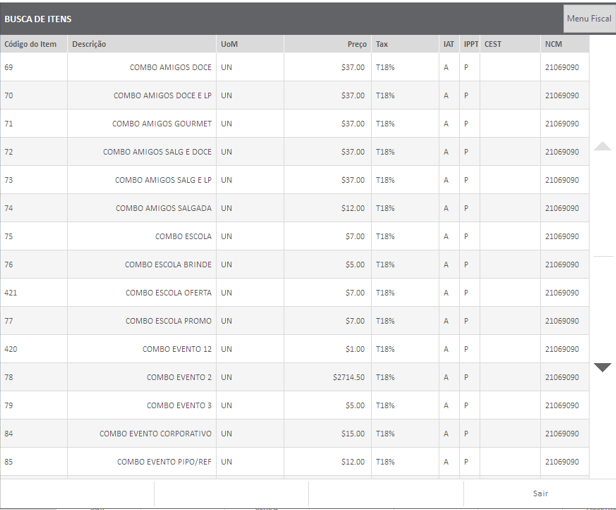 BUSCA DE ITENS Menu Fiscal
Código do Item Descrição UoM Preço Tax IAT IPPT CEST NCM
69 COMBO AMIGOS DOCE UN $37.00 T18% A P 21069090
70 COMBO AMIGOS DOCE E LP UN $37.00 T18% A P 21069090
71 COMBO AMIGOS GOURMET UN $37.00 T18% A P 21069090
72 COMBO AMIGOS SALG E DOCE UN $37.00 T18% A P 21069090
73 COMBO AMIGOS SALG E LP UN $37.00 T18% A P 21069090
74 COMBO AMIGOS SALGADA UN $12.00 T18% A P 21069090
75 COMBO ESCOLA UN $7.00 T18% A P 21069090
76 COMBO ESCOLA BRINDE UN $5.00 T18% A P 21069090
421 COMBO ESCOLA OFERTA UN $7.00 T18% A P 21069090
77 COMBO ESCOLA PROMO UN $7.00 T18% A P 21069090
420 COMBO EVENTO 12 UN $1.00 T18% A P 21069090
78 COMBO EVENTO 2 UN $2714.50 T18% A P 21069090
79 COMBO EVENTO 3 UN $5.00 T18% A P 21069090
84 COMBO EVENTO CORPORATIVO UN $15.00 T18% A P 21069090
85 COMBO EVENTO PIPO/REF UN $12.00 T18% A P 21069090
Sair